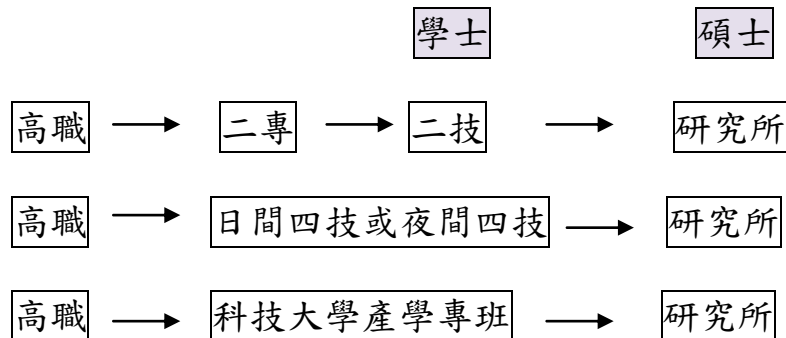 學士 碩士
高職 二專 二技 研究所
高職 日間四技或夜間四技 研究所
高職 科技大學產學專班 研究所